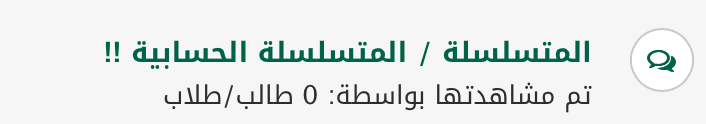 المتسلسلة / المتسلسلة الحسابية !!
تم مشاهدتها بواسطة: 0 طالب/طلاب